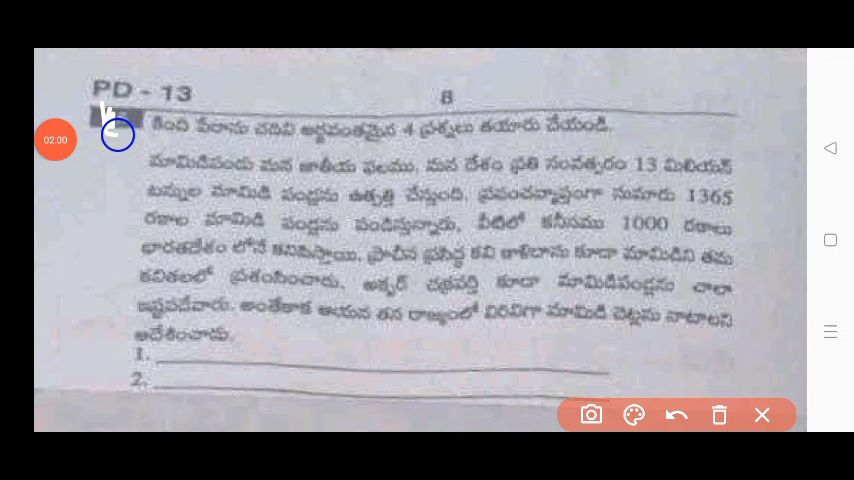 PD - 13
8
కింది పేరాను చదివి అర్థవంతమైన 4 ప్రశ్నలు తయారు చేయండి.
మామిడిపండు మన జాతీయ ఫలము. మన దేశం ప్రతి సంవత్సరం 13 మిలియన్
టన్నుల మామిడి పండ్లను ఉత్పత్తి చేస్తుంది. ప్రపంచవ్యాప్తంగా సుమారు 1365
రకాల మామిడి పండ్లను పండిస్తున్నారు. వీటిలో కనీసము 1000 రకాలు
భారతదేశం లోనే కనిపిస్తాయి. ప్రాచీన ప్రసిద్ధ కవి కాళిదాసు కూడా మామిడిని తమ
కవితలలో ప్రశంసించాడు. అక్బర్ చక్రవర్తి కూడా మామిడిపండ్లను చాలా
ఇష్టపడేవాడు. అంతేకాక ఆయన తన రాజ్యంలో విరివిగా మామిడి చెట్లను నాటాలని
ఆదేశించాడు.
1.
2.
02:00